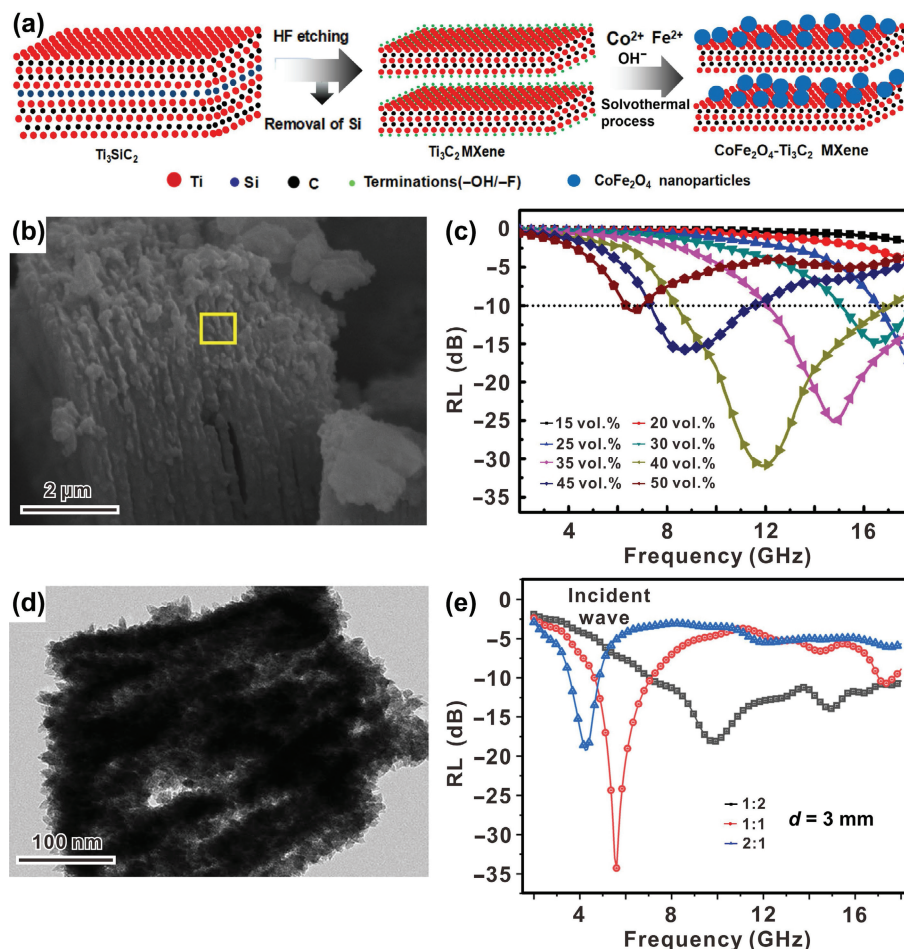 (a)
HF etching
Removal of Si
Co²⁺ Fe²⁺
OH⁻
Solvothermal
process
Ti₃SiC₂
Ti₃C₂ MXene
CoFe₂O₄-Ti₃C₂ MXene
Ti Si C Terminations(–OH/–F) CoFe₂O₄ nanoparticles
(b)
2 μm
(c)
0
−5
−10
−15
−20
−25
−30
−35
RL (dB)
15 vol.% 20 vol.%
25 vol.% 30 vol.%
35 vol.% 40 vol.%
45 vol.% 50 vol.%
4 8 12 16
Frequency (GHz)
(d)
100 nm
(e)
Incident
wave
0
−5
−10
−15
−20
−25
−30
−35
RL (dB)
1:2
1:1
2:1
d = 3 mm
4 8 12 16
Frequency (GHz)